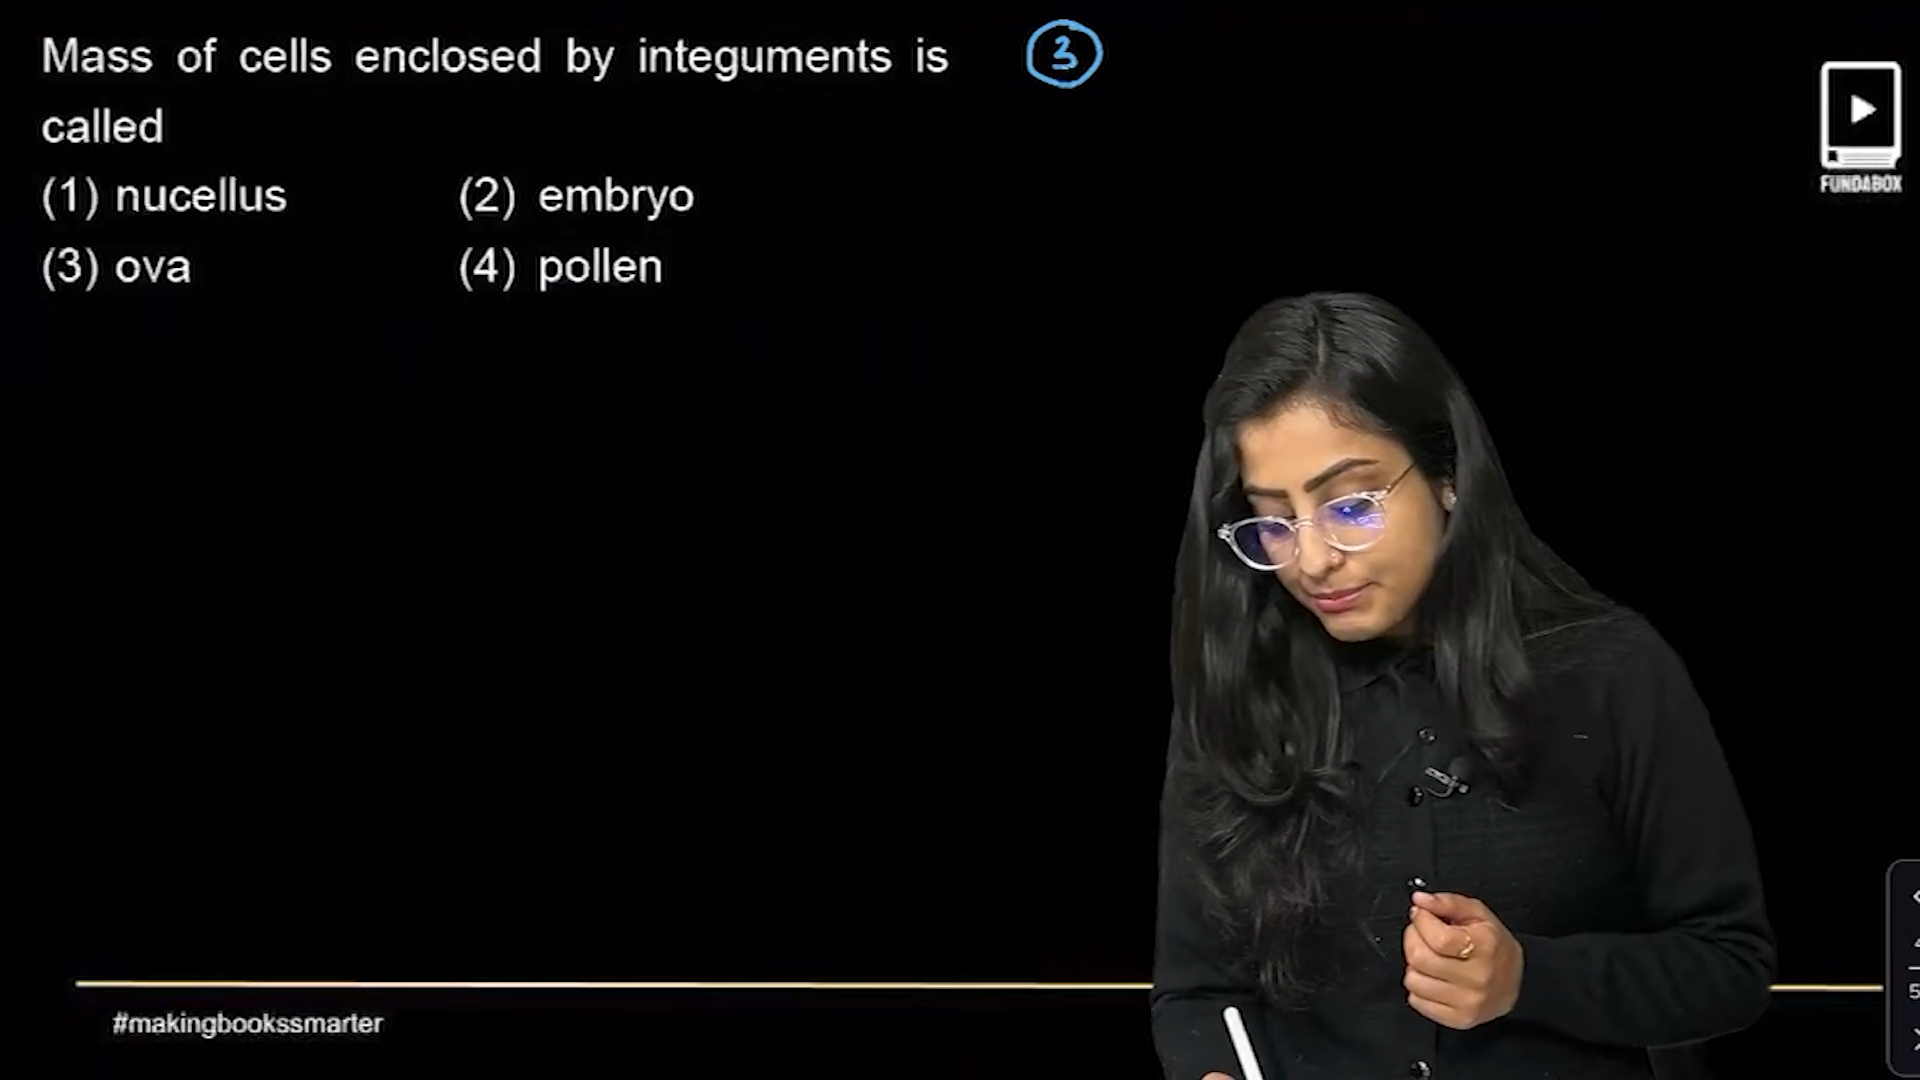 Mass of cells enclosed by integuments is
called
3
(1) nucellus (2) embryo
(3) ova (4) pollen
FUNDABOX
#makingbookssmarter